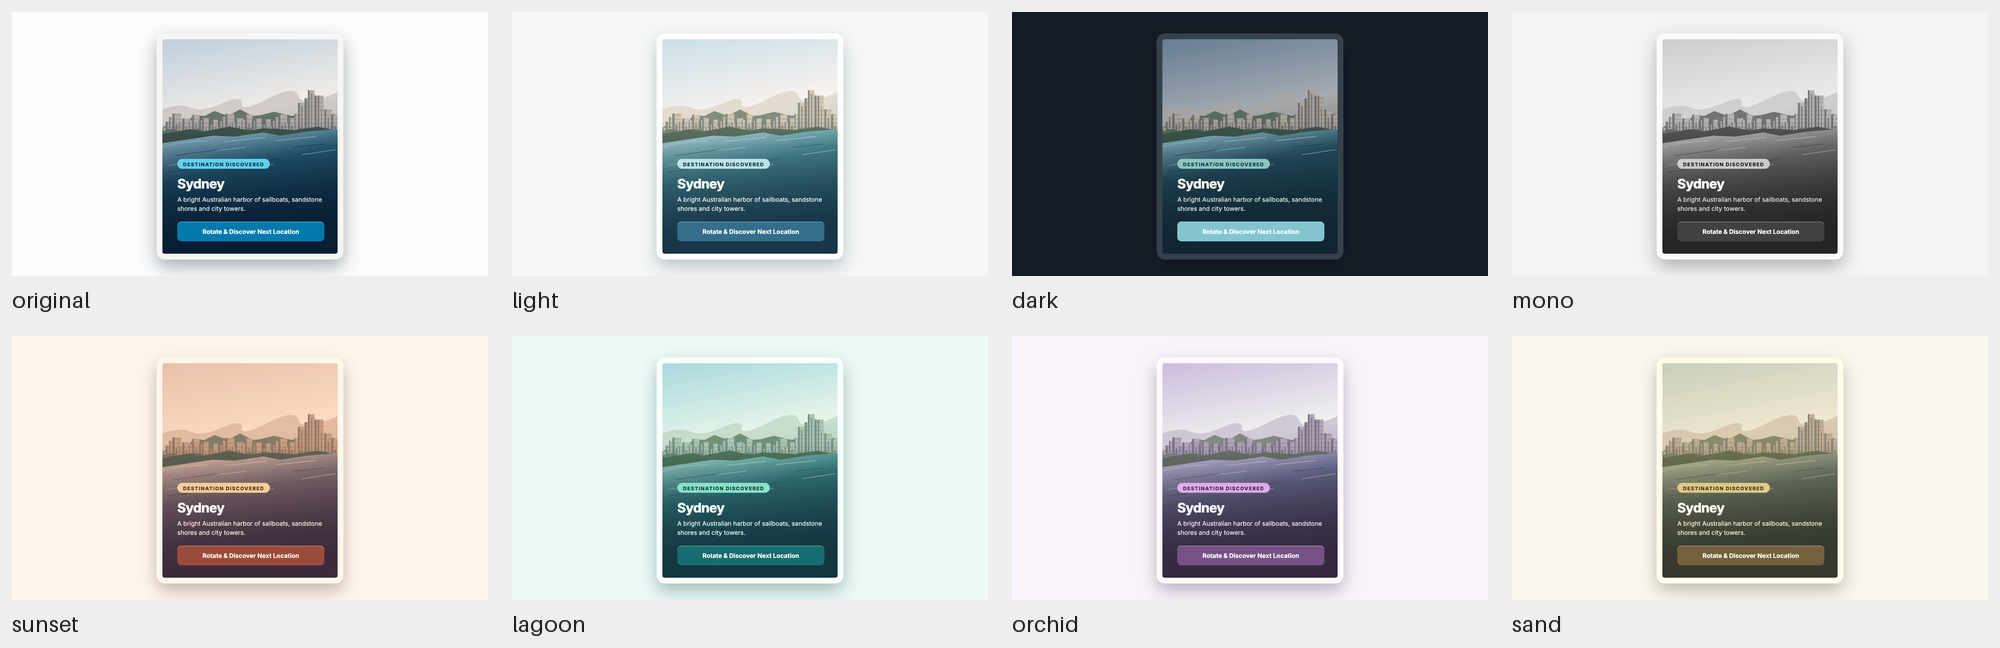 DESTINATION DISCOVERED
Sydney
A bright Australian harbor of sailboats, sandstone
shores and city towers.
Rotate & Discover Next Location
original
DESTINATION DISCOVERED
Sydney
A bright Australian harbor of sailboats, sandstone
shores and city towers.
Rotate & Discover Next Location
light
DESTINATION DISCOVERED
Sydney
A bright Australian harbor of sailboats, sandstone
shores and city towers.
Rotate & Discover Next Location
dark
DESTINATION DISCOVERED
Sydney
A bright Australian harbor of sailboats, sandstone
shores and city towers.
Rotate & Discover Next Location
mono
DESTINATION DISCOVERED
Sydney
A bright Australian harbor of sailboats, sandstone
shores and city towers.
Rotate & Discover Next Location
sunset
DESTINATION DISCOVERED
Sydney
A bright Australian harbor of sailboats, sandstone
shores and city towers.
Rotate & Discover Next Location
lagoon
DESTINATION DISCOVERED
Sydney
A bright Australian harbor of sailboats, sandstone
shores and city towers.
Rotate & Discover Next Location
orchid
DESTINATION DISCOVERED
Sydney
A bright Australian harbor of sailboats, sandstone
shores and city towers.
Rotate & Discover Next Location
sand